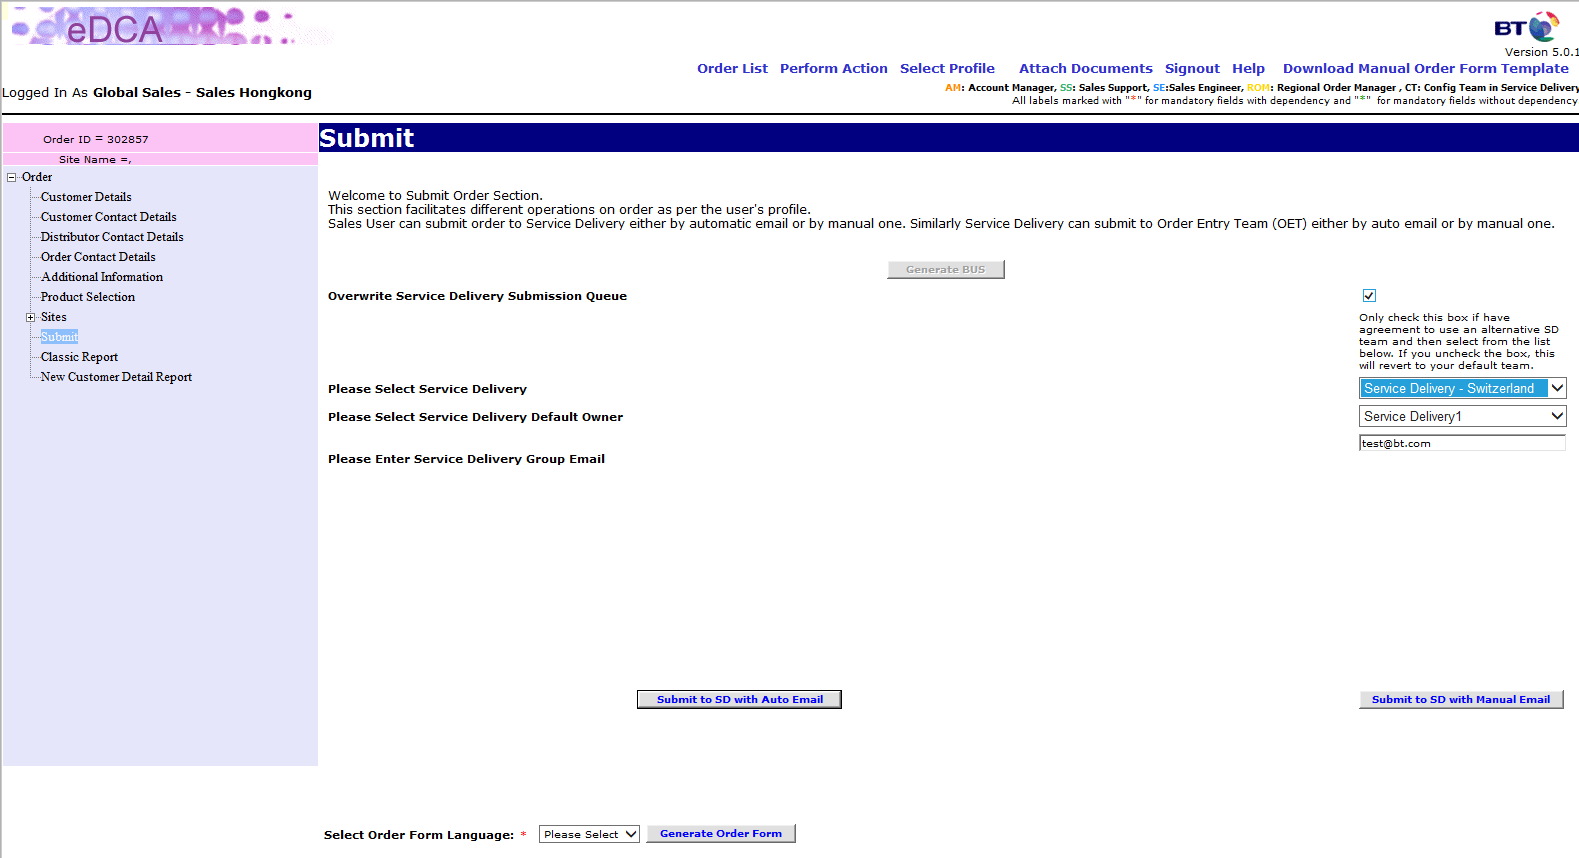 eDCA
BT
Version 5.0.1
Order List Perform Action Select Profile Attach Documents Signout Help Download Manual Order Form Template
Logged In As Global Sales - Sales Hongkong
AM: Account Manager, SS: Sales Support, SE:Sales Engineer, ROM: Regional Order Manager , CT: Config Team in Service Delivery
All labels marked with "*" for mandatory fields with dependency and "*" for mandatory fields without dependency
Order ID = 302857
Site Name =,
Order
Customer Details
Customer Contact Details
Distributor Contact Details
Order Contact Details
Additional Information
Product Selection
Sites
Submit
Classic Report
New Customer Detail Report
Submit
Welcome to Submit Order Section.
This section facilitates different operations on order as per the user's profile.
Sales User can submit order to Service Delivery either by automatic email or by manual one. Similarly Service Delivery can submit to Order Entry Team (OET) either by auto email or by manual one.
Generate BUS
Overwrite Service Delivery Submission Queue
Only check this box if have
agreement to use an alternative SD
team and then select from the list
below. If you uncheck the box, this
will revert to your default team.
Please Select Service Delivery
Service Delivery - Switzerland
Please Select Service Delivery Default Owner
Service Delivery1
Please Enter Service Delivery Group Email
test@bt.com
Submit to SD with Auto Email
Submit to SD with Manual Email
Select Order Form Language: *
Please Select
Generate Order Form